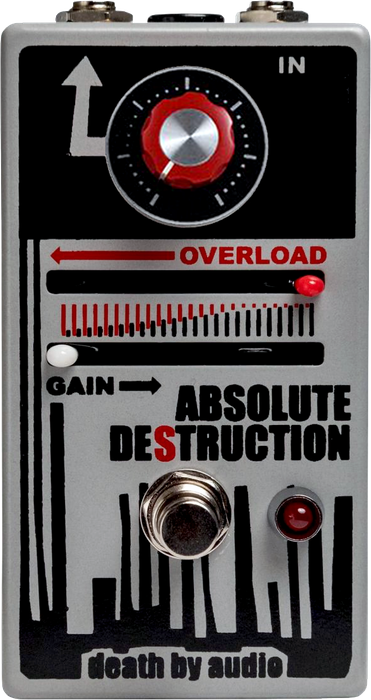 IN
OVERLOAD
GAIN
ABSOLUTE
DESTRUCTION
death by audio